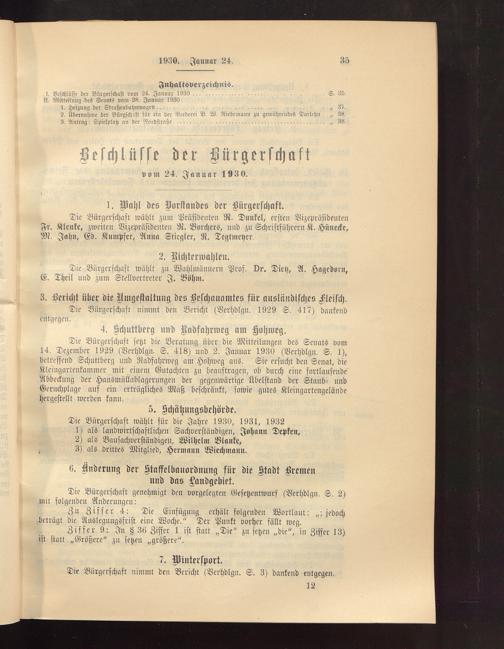 1930. Januar 24.
35
Inhaltsverzeichnis.
I. Beschlüsse der Bürgerschaft vom 24. Januar 1930 . . . S. 35.
II. Mitteilung des Senats vom 28. Januar 1930
1. Heizung der Straßenbahnwagen . . . „ 37.
2. Übernahme der Bürgschaft für ein der Reederei B. W. Riedemann zu gewährendes Darlehn „ 38.
3. Antrag: Spielplatz an der Nordstraße . . . „ 38.
Beschlüsse der Bürgerschaft
vom 24. Januar 1930.
1. Wahl des Vorstandes der Bürgerschaft.
Die Bürgerschaft wählt zum Präsidenten R. Dunkel, ersten Vizepräsidenten
Fr. Klenke, zweiten Vizepräsidenten R. Borchers, und zu Schriftführern K. Hünecke,
M. Jahn, Ed. Kumpfer, Anna Stiegler, R. Tegtmeyer.
2. Richterwahlen.
Die Bürgerschaft wählt zu Wahlmännern Prof. Dr. Dietz, A. Hagedorn,
E. Theil und zum Stellvertreter J. Böhm.
3. Bericht über die Umgestaltung des Beschauamtes für ausländisches Fleisch.
Die Bürgerschaft nimmt den Bericht (Verhdlgn. 1929 S. 417) dankend
entgegen.
4. Schuttberg und Radfahrweg am Hohweg.
Die Bürgerschaft setzt die Beratung über die Mitteilungen des Senats vom
14. Dezember 1929 (Verhdlgn. S. 418) und 2. Januar 1930 (Verhdlgn. S. 1),
betreffend Schuttberg und Radfahrweg am Hohweg aus. Sie ersucht den Senat, die
Kleingartenkammer mit einem Gutachten zu beauftragen, ob durch eine fortlaufende
Abdeckung der Hausmüllablagerungen der gegenwärtige Übelstand der Staub- und
Geruchplage auf ein erträgliches Maß beschränkt, sowie gutes Kleingartengelände
hergestellt werden kann.
5. Schätzungsbehörde.
Die Bürgerschaft wählt für die Jahre 1930, 1931, 1932
1) als landwirtschaftlichen Sachverständigen, Johann Depken,
2) als Bausachverständigen, Wilhelm Blanke,
3) als drittes Mitglied, Hermann Wiechmann.
6. Änderung der Staffelbauordnung für die Stadt Bremen
und das Landgebiet.
Die Bürgerschaft genehmigt den vorgelegten Gesetzentwurf (Verhdlgn. S. 2)
mit folgenden Änderungen:
Zu Ziffer 4: Die Einfügung erhält folgenden Wortlaut: „; jedoch
beträgt die Auslegungsfrist eine Woche.“ Der Punkt vorher fällt weg.
Ziffer 9: In § 36 Ziffer 1 ist statt „Die“ zu setzen „die“, in Ziffer 13)
ist statt „Größere“ zu setzen „größere“.
7. Wintersport.
Die Bürgerschaft nimmt den Bericht (Verhdlgn. S. 3) dankend entgegen.
12